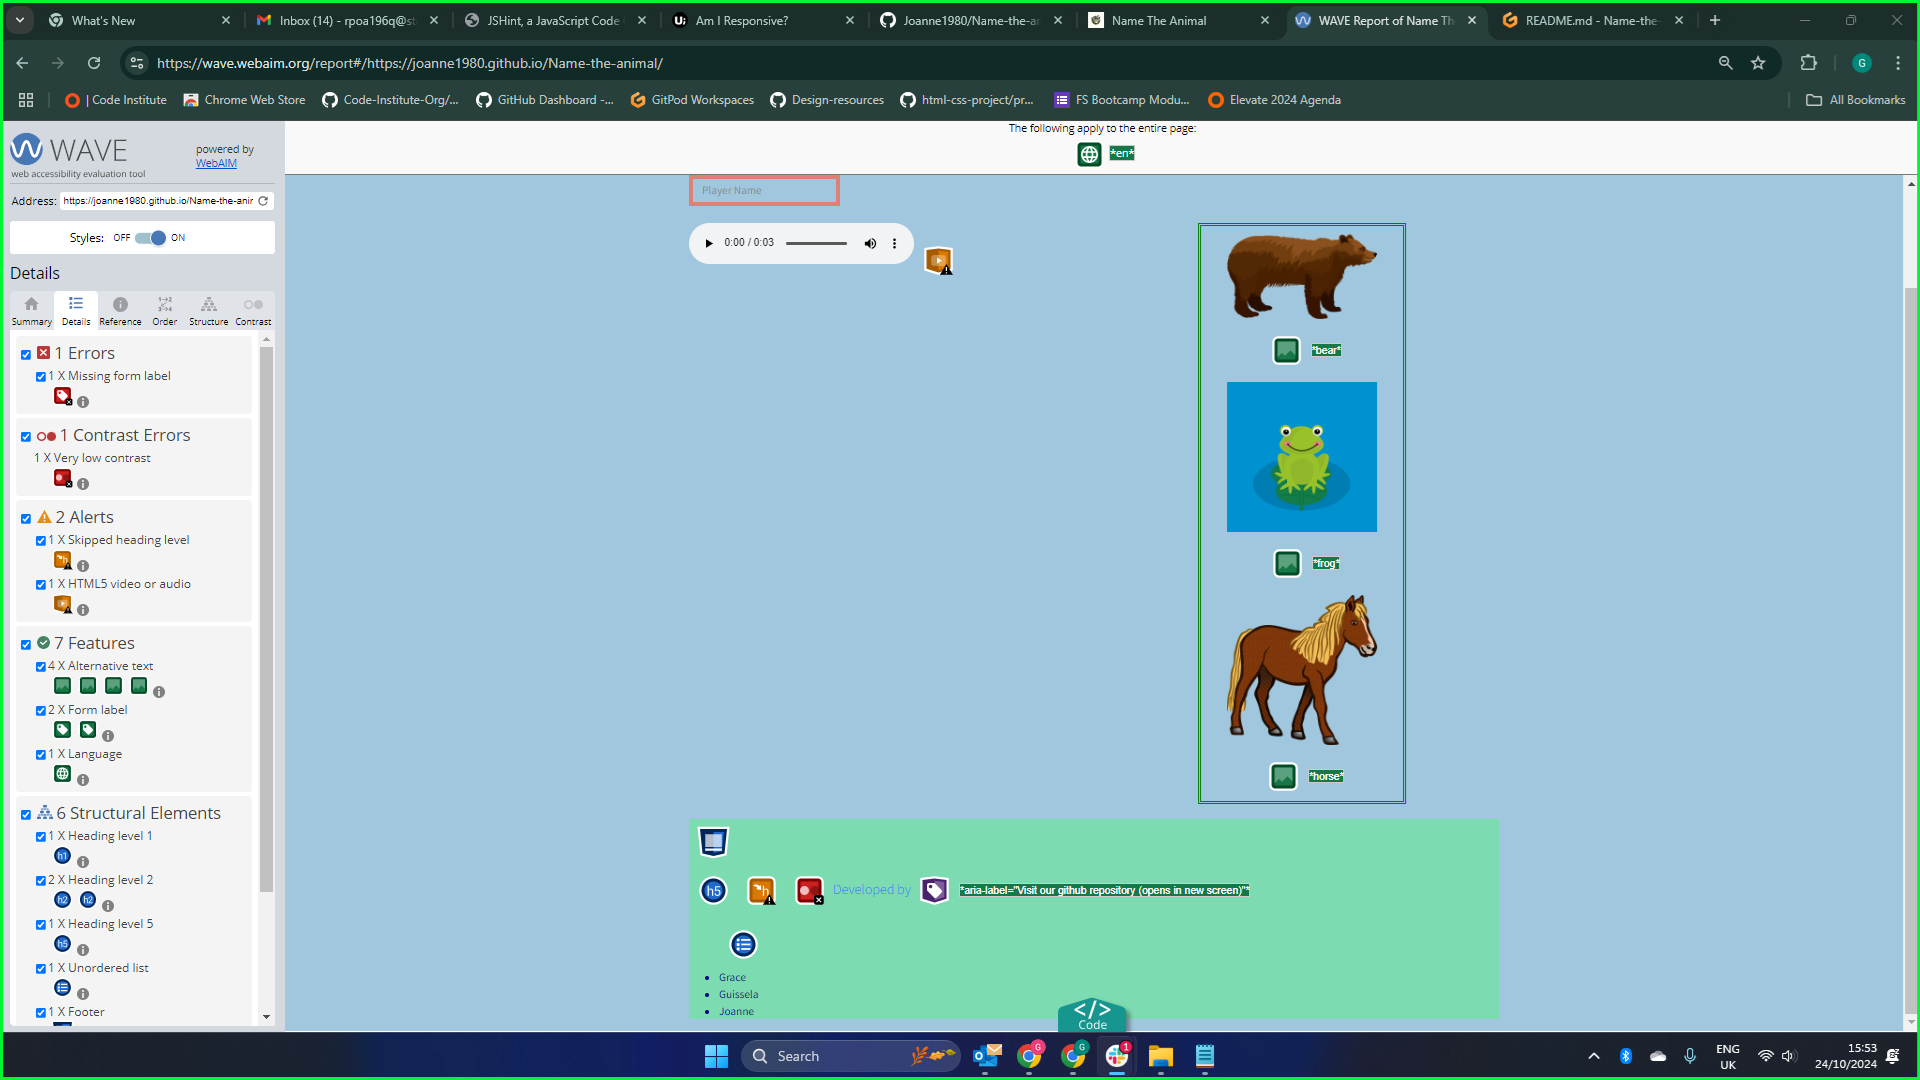 What's New
Inbox (14) - rpoa196q@st
JSHint, a JavaScript Code
Am I Responsive?
Joanne1980/Name-the-an
Name The Animal
WAVE Report of Name Th
README.md - Name-the-
https://wave.webaim.org/report#/https://joanne1980.github.io/Name-the-animal/
G
| Code Institute
Chrome Web Store
Code-Institute-Org/...
GitHub Dashboard -...
GitPod Workspaces
Design-resources
html-css-project/pr...
FS Bootcamp Modu...
Elevate 2024 Agenda
All Bookmarks
WAVE
web accessibility evaluation tool
powered by
WebAIM
Address: https://joanne1980.github.io/Name-the-anir
Styles: OFF ON
Details
Summary Details Reference Order Structure Contrast
1 Errors
1 X Missing form label
1 Contrast Errors
1 X Very low contrast
2 Alerts
1 X Skipped heading level
1 X HTML5 video or audio
7 Features
4 X Alternative text
2 X Form label
1 X Language
6 Structural Elements
1 X Heading level 1
h1
2 X Heading level 2
h2 h2
1 X Heading level 5
h5
1 X Unordered list
1 X Footer
The following apply to the entire page:
*en*
Player Name
0:00 / 0:03
*bear*
*frog*
*horse*
h5 h Developed by *aria-label="Visit our github repository (opens in new screen)"*
Grace
Guissela
Joanne
</>
Code
Search
G
G
1
ENG
UK
15:53
24/10/2024